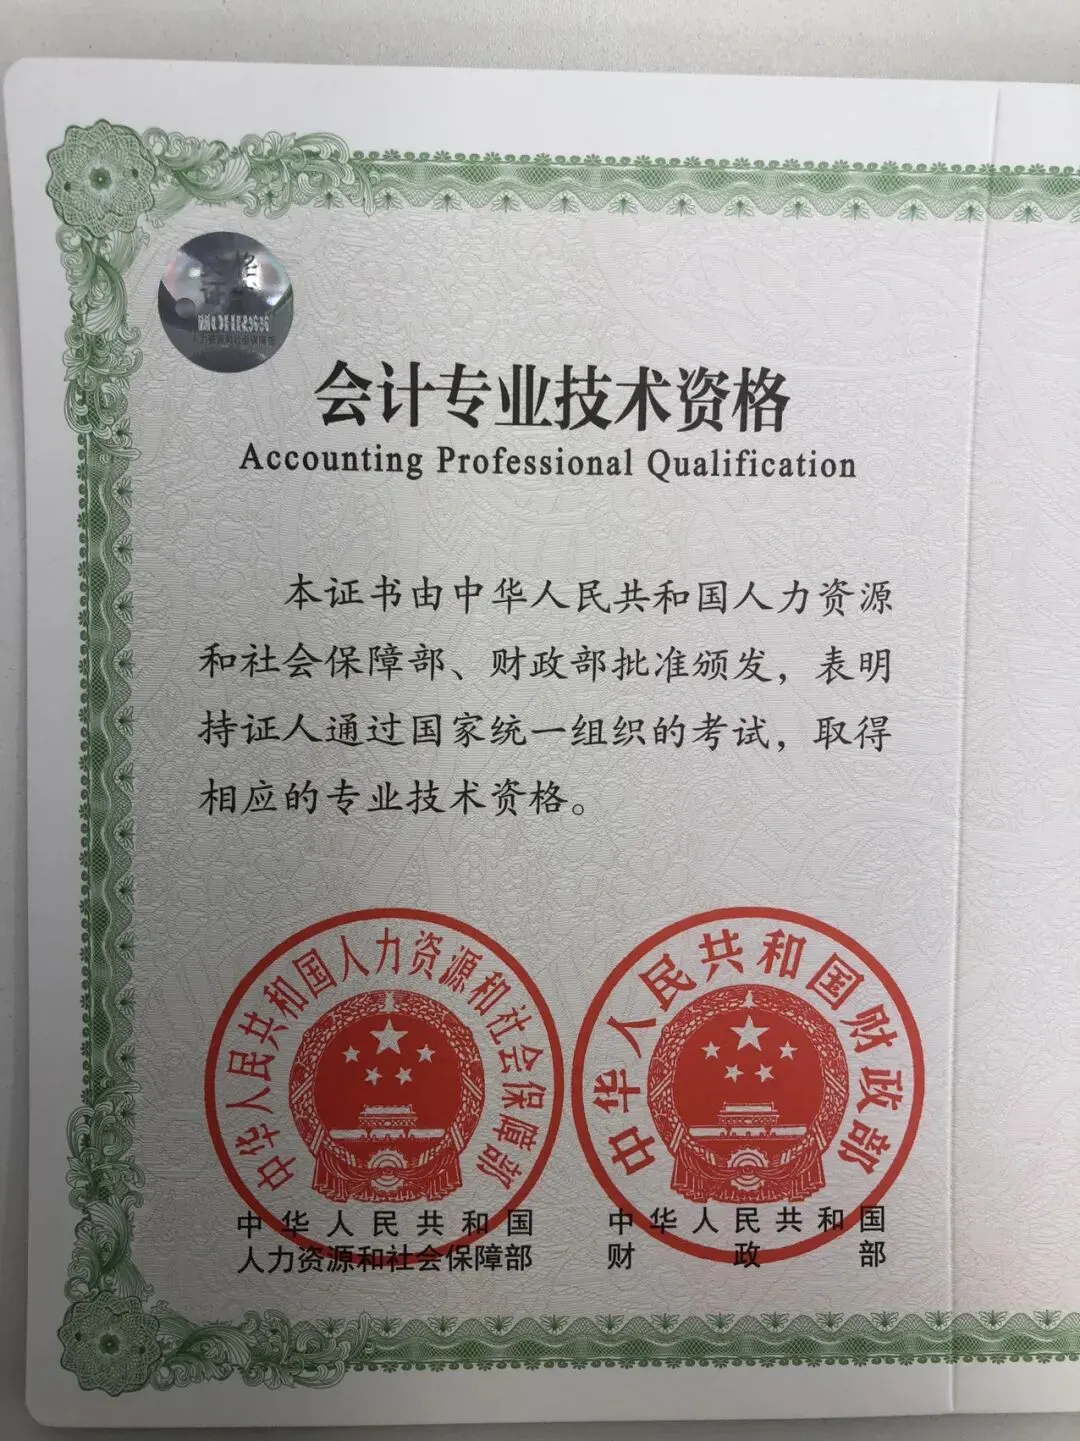 会计专业技术资格
Accounting Professional Qualification
本证书由中华人民共和国人力资源
和社会保障部、财政部批准颁发，表明
持证人通过国家统一组织的考试，取得
相应的专业技术资格。
中华人民共和国人力资源和社会保障部
中华人民共和国财政部
中华人民共和国
人力资源和社会保障部
中华人民共和国
财政部